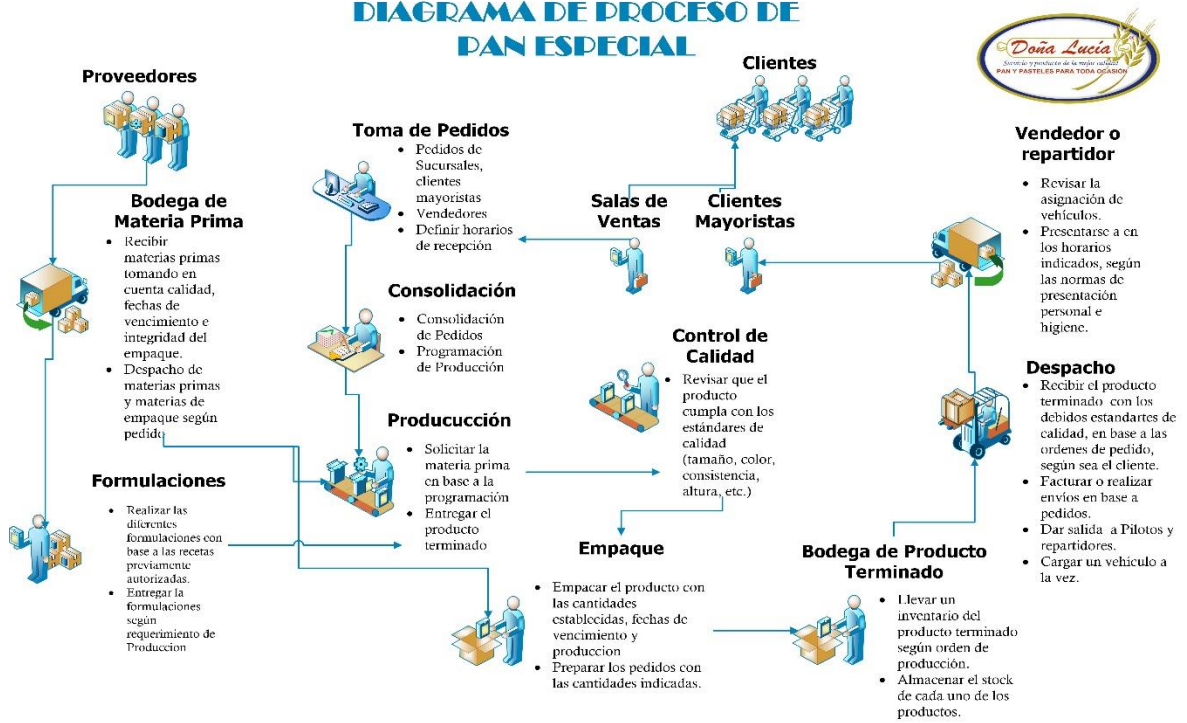 DIAGRAMA DE PROCESO DE
PAN ESPECIAL
Doña Lucía
Servicio y producto de la mejor calidad
PAN Y PASTELES PARA TODA OCASIÓN
Proveedores
Clientes
Toma de Pedidos
• Pedidos de
Sucursales,
clientes
mayoristas
• Vendedores
• Definir horarios
de recepción
Vendedor o
repartidor
• Revisar la
asignación de
vehículos.
• Presentarse a en
los horarios
indicados, según
las normas de
presentación
personal e
higiene.
Bodega de
Materia Prima
• Recibir
materias primas
tomando en
cuenta calidad,
fechas de
vencimiento e
integridad del
empaque.
• Despacho de
materias primas
y materias de
empaque según
pedido
Salas de
Ventas
Clientes
Mayoristas
Consolidación
• Consolidación
de Pedidos
• Programación
de Producción
Control de
Calidad
• Revisar que el
producto
cumpla con los
estándares de
calidad
(tamaño, color,
consistencia,
altura, etc.)
Despacho
• Recibir el producto
terminado con los
debidos estandartes de
calidad, en base a las
ordenes de pedido,
según sea el cliente.
• Facturar o realizar
envíos en base a
pedidos.
• Dar salida a Pilotos y
repartidores.
• Cargar un vehiculo a
la vez.
Producucción
• Solicitar la
materia prima
en base a la
programación
• Entregar el
producto
terminado
Formulaciones
• Realizar las
diferentes
formulaciones con
base a las recetas
previamente
autorizadas.
• Entregar la
formulaciones
según
requerimiento de
Produccion
Empaque
• Empacar el producto con
las cantidades
establecidas, fechas de
vencimiento y
produccion
• Preparar los pedidos con
las cantidades indicadas.
Bodega de Producto
Terminado
• Llevar un
inventario del
producto terminado
según orden de
producción.
• Almacenar el stock
de cada uno de los
productos.